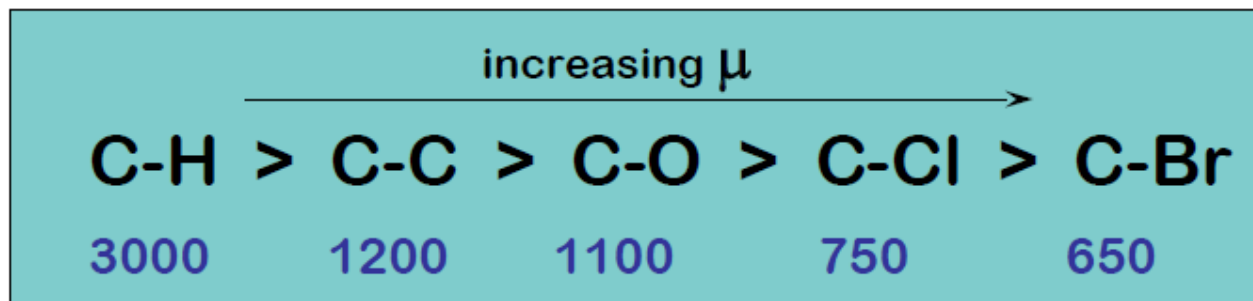 increasing μ
C-H > C-C > C-O > C-Cl > C-Br
3000 1200 1100 750 650